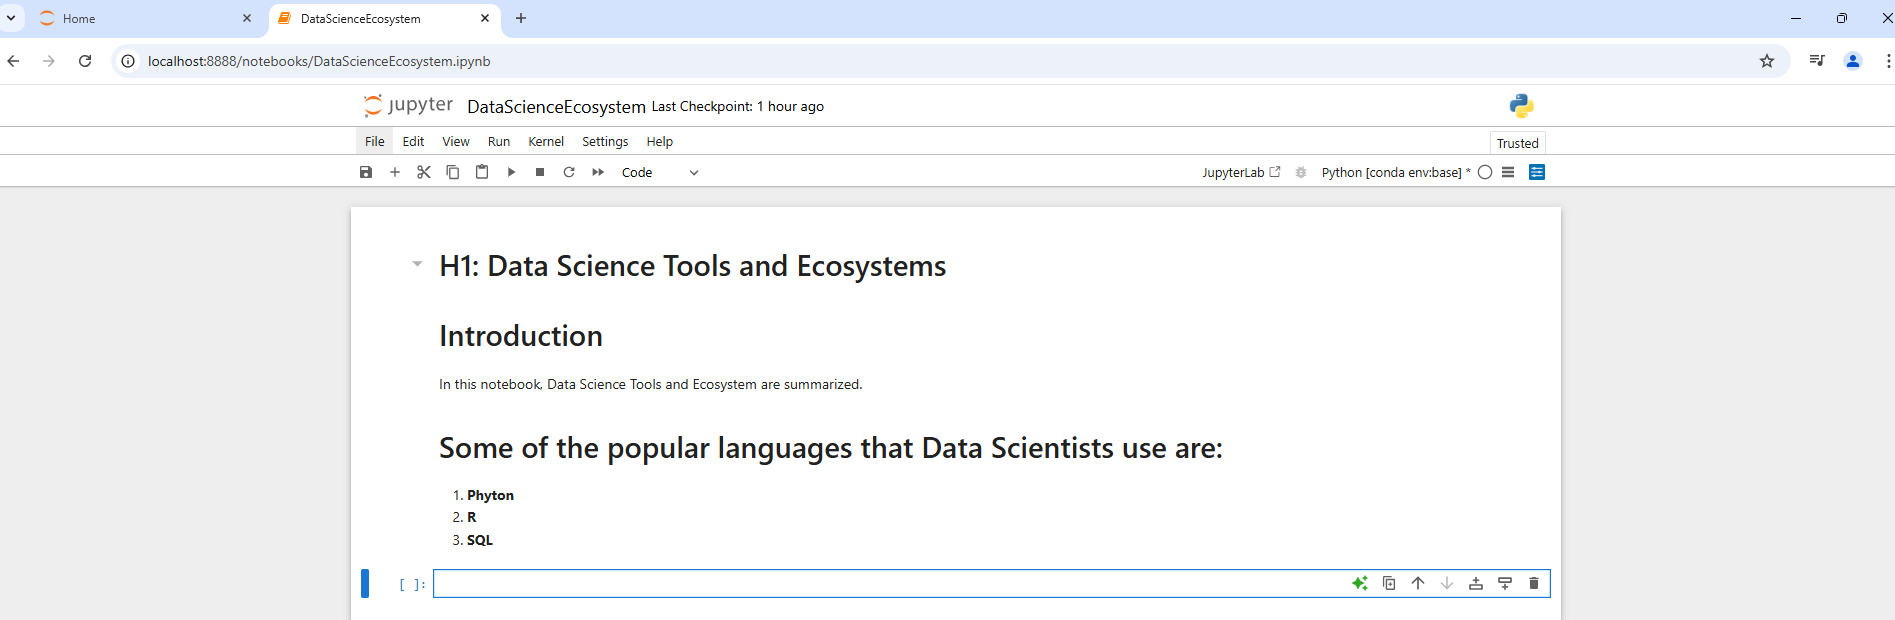 Home
DataScienceEcosystem
localhost:8888/notebooks/DataScienceEcosystem.ipynb
jupyter DataScienceEcosystem Last Checkpoint: 1 hour ago
File Edit View Run Kernel Settings Help
Trusted
Code
JupyterLab
Python [conda env:base] *
H1: Data Science Tools and Ecosystems
Introduction
In this notebook, Data Science Tools and Ecosystem are summarized.
Some of the popular languages that Data Scientists use are:
1. Phyton
2. R
3. SQL
[ ]: